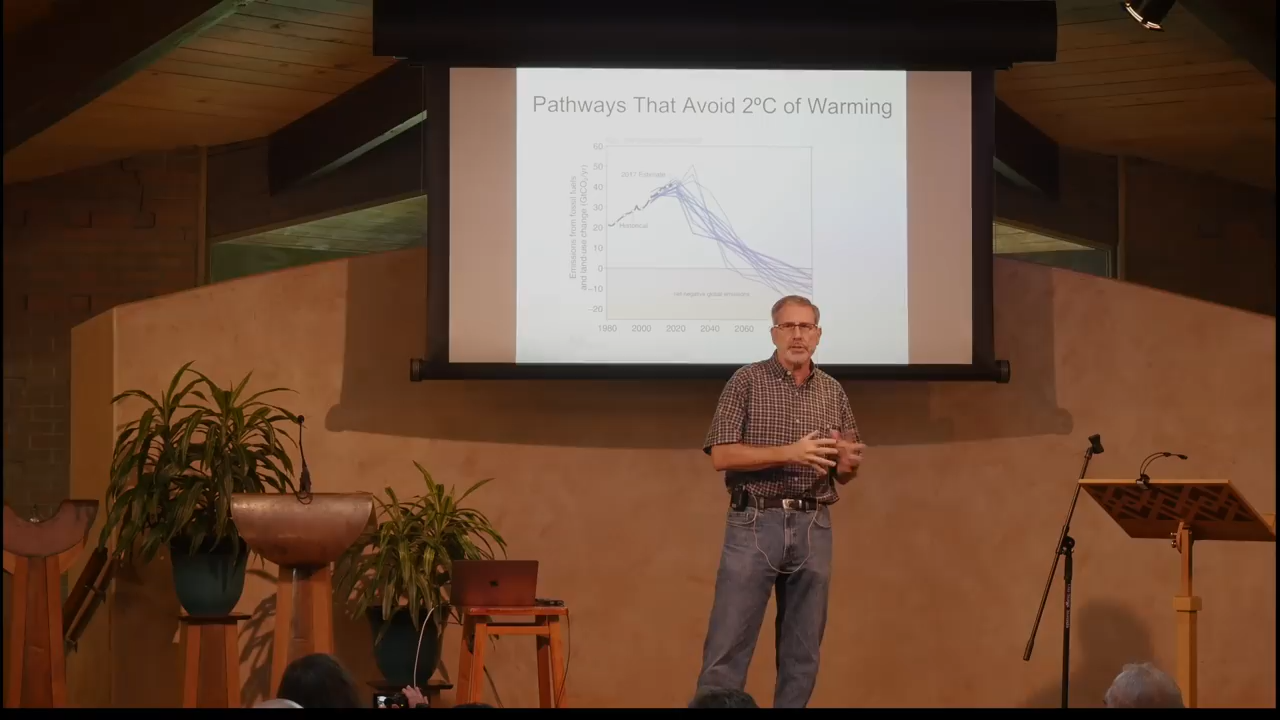 Pathways That Avoid 2ºC of Warming
60
50
40
30
20
10
0
−10
−20
Emissions from fossil fuels
and land-use change (GtCO₂/yr)
2017 Estimate
Historical
net-negative global emissions
1980 2000 2020 2040 2060